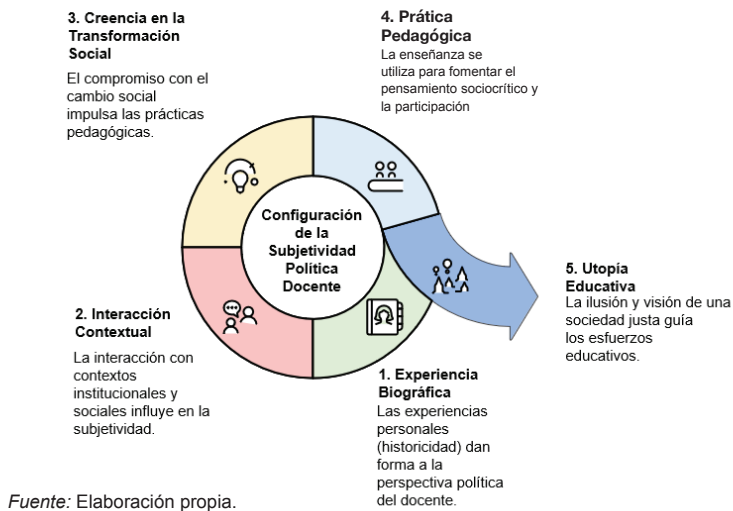 3. Creencia en la
Transformación
Social
El compromiso con el
cambio social
impulsa las prácticas
pedagógicas.
4. Prática
Pedagógica
La enseñanza se
utiliza para fomentar el
pensamiento sociocrítico y
la participación
Configuración
de la
Subjetividad
Política
Docente
5. Utopía
Educativa
La ilusión y visión de una
sociedad justa guía
los esfuerzos
educativos.
2. Interacción
Contextual
La interacción con
contextos
institucionales y
sociales influye en la
subjetividad.
1. Experiencia
Biográfica
Las experiencias
personales
(historicidad) dan
forma a la
perspectiva política
del docente.
Fuente: Elaboración propia.